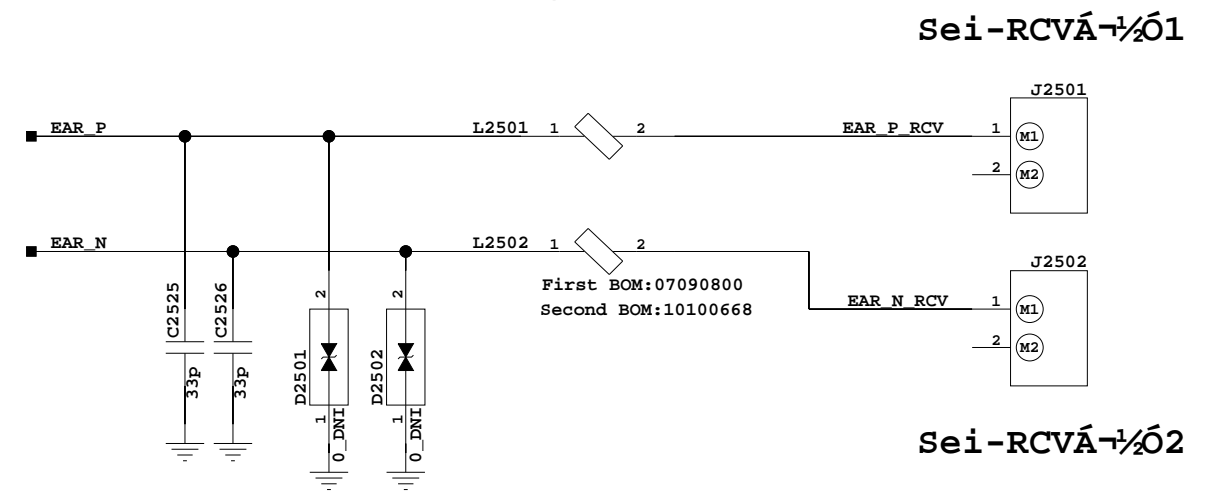 Sei-RCVÁ¬½Ó1
J2501
EAR_P
L2501 1 2
EAR_P_RCV 1 M1
2 M2
EAR_N
L2502 1 2
First BOM:07090800
Second BOM:10100668
J2502
EAR_N_RCV 1 M1
2 M2
C2525
33p
C2526
33p
2
D2501
1
0_DNI
2
D2502
1
0_DNI
Sei-RCVÁ¬½Ó2